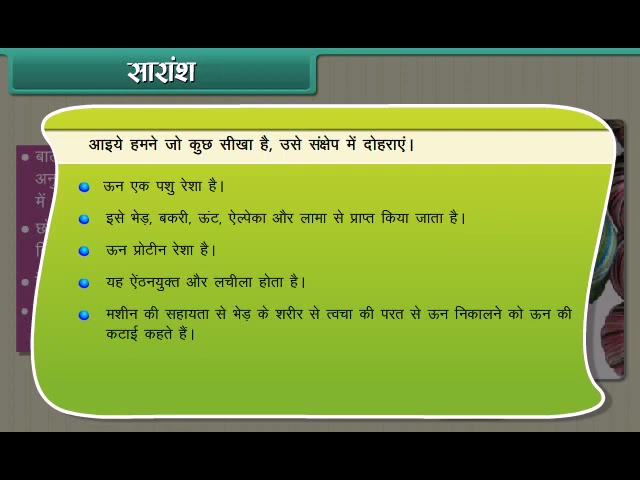 सारांश
आइये हमने जो कुछ सीखा है, उसे संक्षेप में दोहराएं।
ऊन एक पशु रेशा है।
इसे भेड़, बकरी, ऊंट, ऐल्पेका और लामा से प्राप्त किया जाता है।
ऊन प्रोटीन रेशा है।
यह ऐंठनयुक्त और लचीला होता है।
मशीन की सहायता से भेड़ के शरीर से त्वचा की परत से ऊन निकालने को ऊन की
कटाई कहते हैं।
में